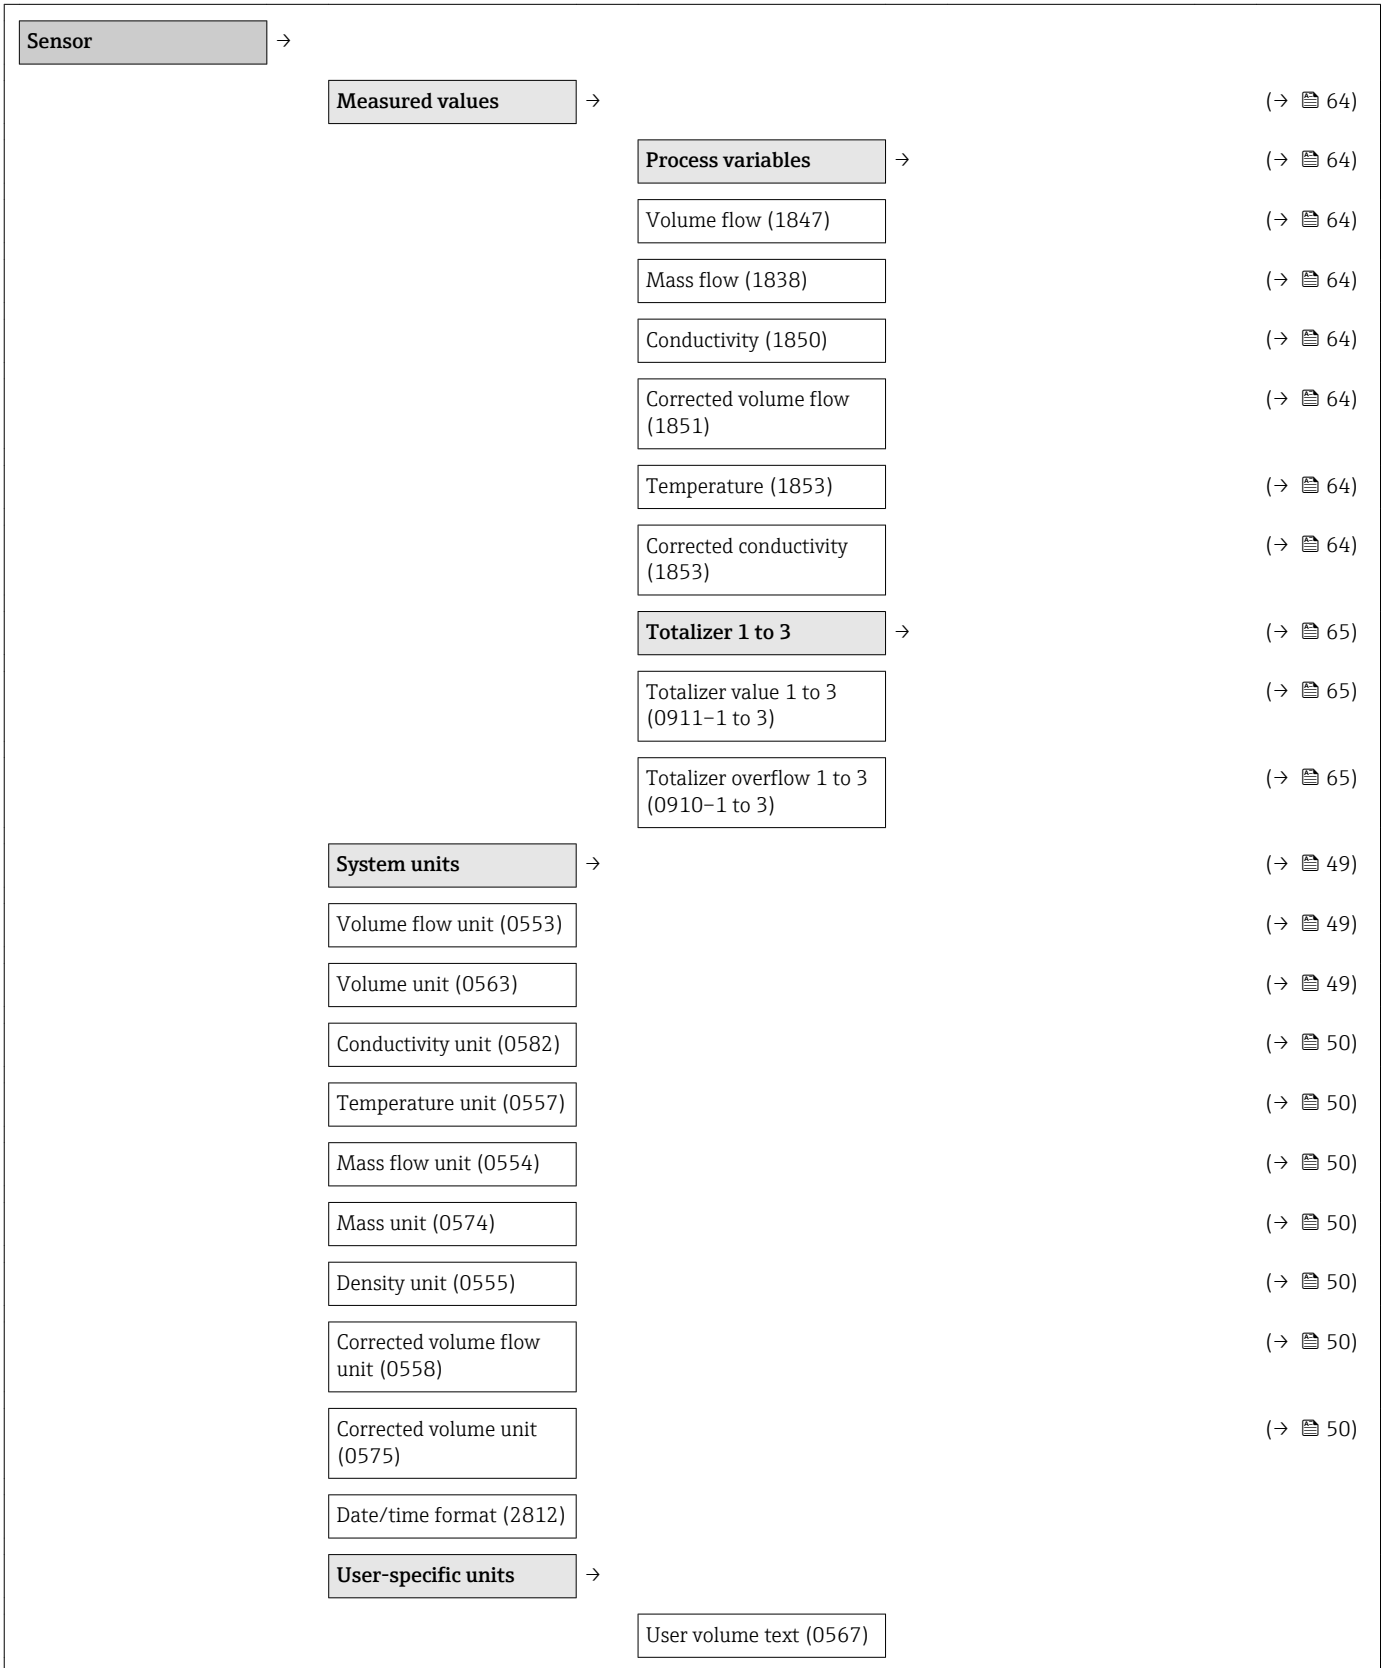 Sensor →
Measured values → (→ 64)
Process variables → (→ 64)
Volume flow (1847) (→ 64)
Mass flow (1838) (→ 64)
Conductivity (1850) (→ 64)
Corrected volume flow (→ 64)
(1851)
Temperature (1853) (→ 64)
Corrected conductivity (→ 64)
(1853)
Totalizer 1 to 3 → (→ 65)
Totalizer value 1 to 3 (→ 65)
(0911–1 to 3)
Totalizer overflow 1 to 3 (→ 65)
(0910–1 to 3)
System units → (→ 49)
Volume flow unit (0553) (→ 49)
Volume unit (0563) (→ 49)
Conductivity unit (0582) (→ 50)
Temperature unit (0557) (→ 50)
Mass flow unit (0554) (→ 50)
Mass unit (0574) (→ 50)
Density unit (0555) (→ 50)
Corrected volume flow (→ 50)
unit (0558)
Corrected volume unit (→ 50)
(0575)
Date/time format (2812)
User-specific units →
User volume text (0567)